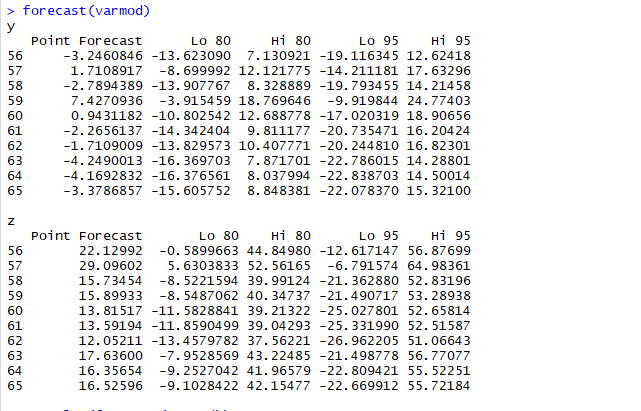 > forecast(varmod)
y
   Point Forecast      Lo 80     Hi 80      Lo 95    Hi 95
56     -3.2460846 -13.623090  7.130921 -19.116345 12.62418
57      1.7108917  -8.699992 12.121775 -14.211181 17.63296
58     -2.7894389 -13.907767  8.328889 -19.793455 14.21458
59      7.4270936  -3.915459 18.769646  -9.919844 24.77403
60      0.9431182 -10.802542 12.688778 -17.020319 18.90656
61     -2.2656137 -14.342404  9.811177 -20.735471 16.20424
62     -1.7109009 -13.829573 10.407771 -20.244810 16.82301
63     -4.2490013 -16.369703  7.871701 -22.786015 14.28801
64     -4.1692832 -16.376561  8.037994 -22.838703 14.50014
65     -3.3786857 -15.605752  8.848381 -22.078370 15.32100
z
   Point Forecast       Lo 80    Hi 80      Lo 95    Hi 95
56       22.12992  -0.5899663 44.84980 -12.617147 56.87699
57       29.09602   5.6303833 52.56165  -6.791574 64.98361
58       15.73454  -8.5221594 39.99124 -21.362880 52.83196
59       15.89933  -8.5487062 40.34737 -21.490717 53.28938
60       13.81517 -11.5828841 39.21322 -25.027801 52.65814
61       13.59194 -11.8590499 39.04293 -25.331990 52.51587
62       12.05211 -13.4579782 37.56221 -26.962205 51.06643
63       17.63600  -7.9528569 43.22485 -21.498778 56.77077
64       16.35654  -9.2527042 41.96579 -22.809421 55.52251
65       16.52596  -9.1028422 42.15477 -22.669912 55.72184